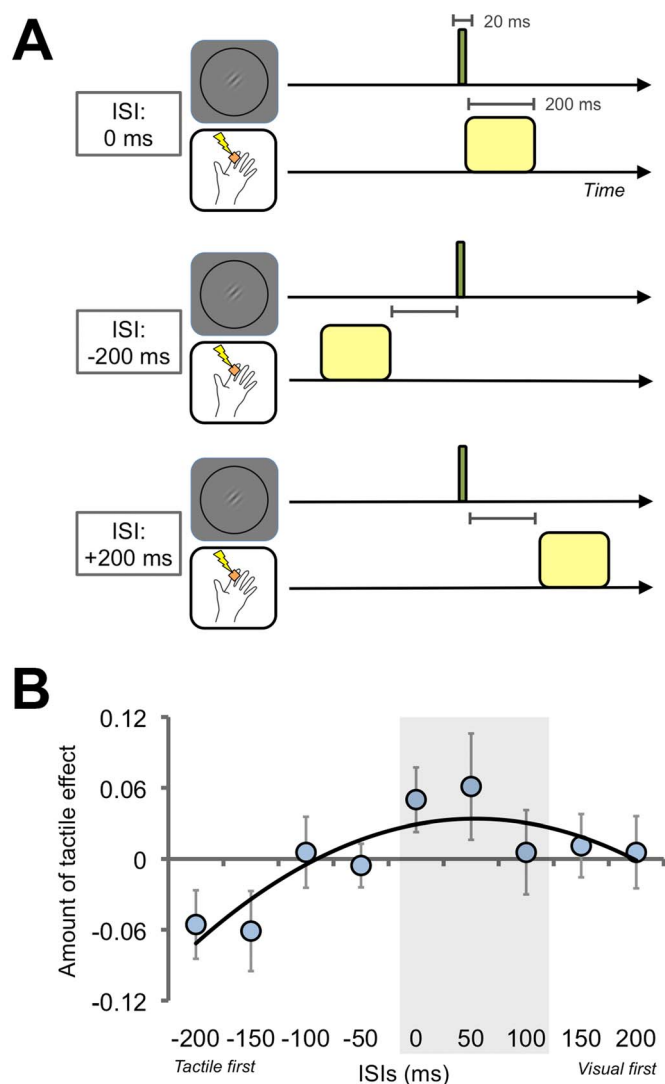 A
20 ms
ISI:
0 ms
200 ms
Time
ISI:
-200 ms
ISI:
+200 ms
B
Amount of tactile effect
0.12
0.06
0
-0.06
-0.12
-200 -150 -100 -50 0 50 100 150 200
Tactile first ISIs (ms) Visual first